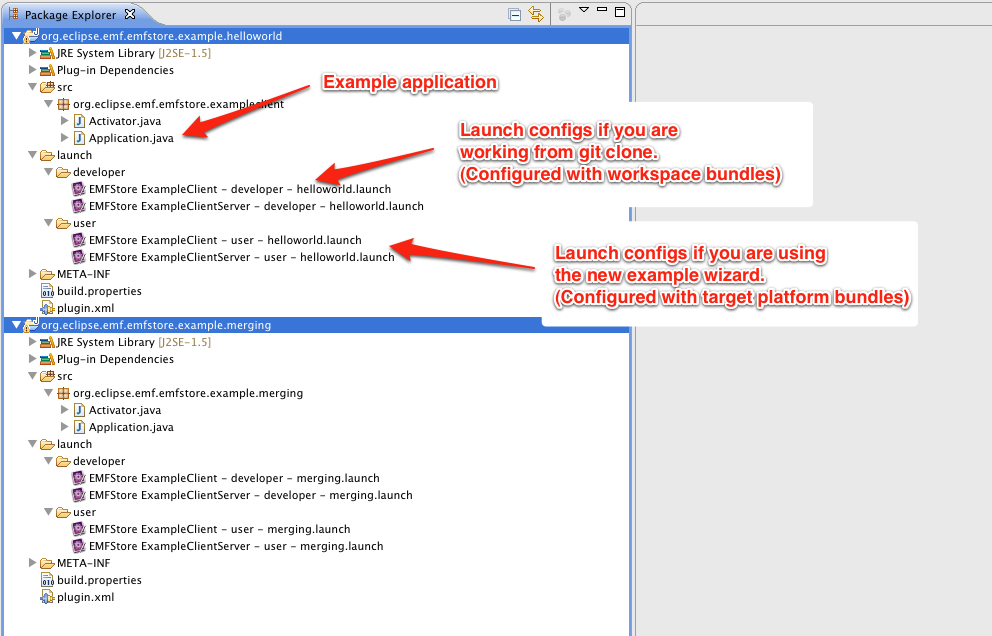 Package Explorer
org.eclipse.emf.emfstore.example.helloworld
JRE System Library [J2SE-1.5]
Plug-in Dependencies
src
org.eclipse.emf.emfstore.exampleclient
Activator.java
Application.java
launch
developer
EMFStore ExampleClient - developer - helloworld.launch
EMFStore ExampleClientServer - developer - helloworld.launch
user
EMFStore ExampleClient - user - helloworld.launch
EMFStore ExampleClientServer - user - helloworld.launch
META-INF
build.properties
plugin.xml
org.eclipse.emf.emfstore.example.merging
JRE System Library [J2SE-1.5]
Plug-in Dependencies
src
org.eclipse.emf.emfstore.example.merging
Activator.java
Application.java
launch
developer
EMFStore ExampleClient - developer - merging.launch
EMFStore ExampleClientServer - developer - merging.launch
user
EMFStore ExampleClient - user - merging.launch
EMFStore ExampleClientServer - user - merging.launch
META-INF
build.properties
plugin.xml
Example application
Launch configs if you are
working from git clone.
(Configured with workspace bundles)
Launch configs if you are using
the new example wizard.
(Configured with target platform bundles)